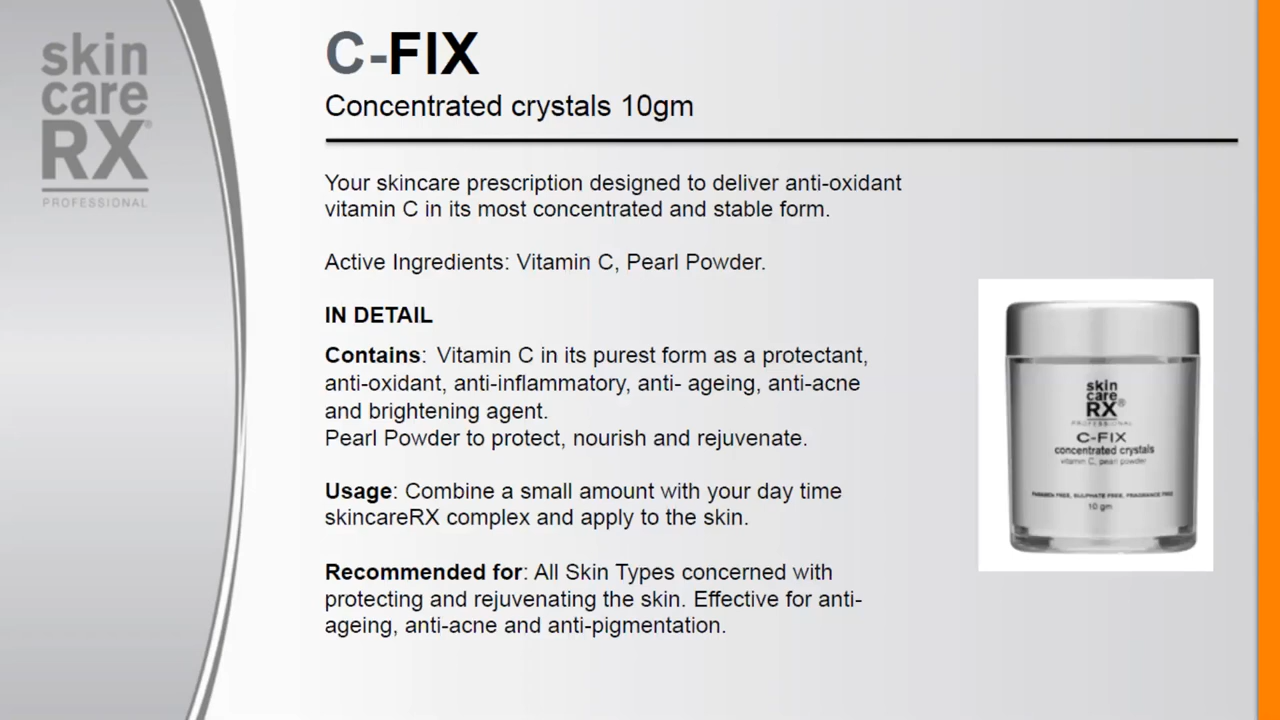 skin
care
RX®
PROFESSIONAL
C-FIX
Concentrated crystals 10gm
Your skincare prescription designed to deliver anti-oxidant
vitamin C in its most concentrated and stable form.
Active Ingredients: Vitamin C, Pearl Powder.
IN DETAIL
Contains: Vitamin C in its purest form as a protectant,
anti-oxidant, anti-inflammatory, anti- ageing, anti-acne
and brightening agent.
Pearl Powder to protect, nourish and rejuvenate.
Usage: Combine a small amount with your day time
skincareRX complex and apply to the skin.
Recommended for: All Skin Types concerned with
protecting and rejuvenating the skin. Effective for anti-
ageing, anti-acne and anti-pigmentation.
skin
care
RX®
PROFESSIONAL
C-FIX
concentrated crystals
vitamin C, pearl powder
PARABEN FREE, SULPHATE FREE, FRAGRANCE FREE
10 gm